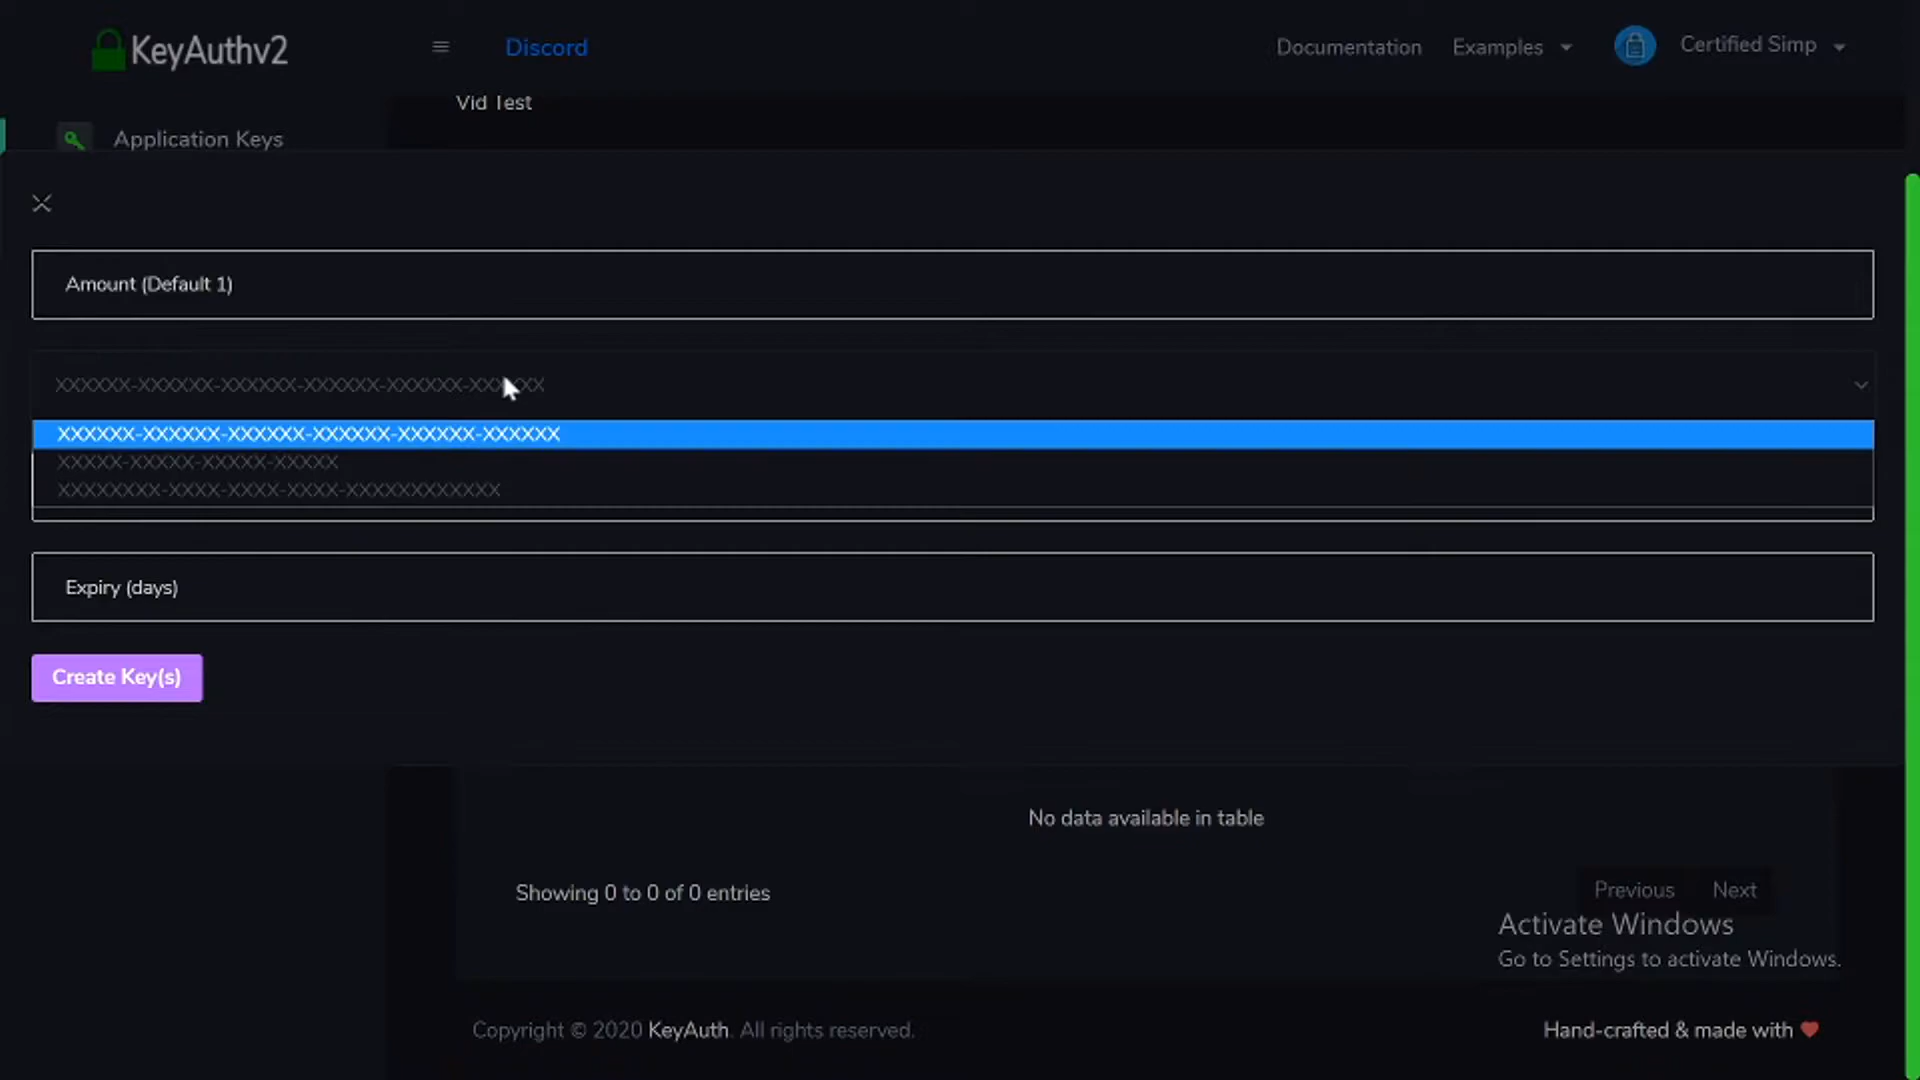 KeyAuthv2
Discord
Documentation
Examples
Certified Simp
Vid Test
Application Keys
Amount (Default 1)
XXXXXX-XXXXXX-XXXXXX-XXXXXX-XXXXXX-XXXXXX
XXXXXX-XXXXXX-XXXXXX-XXXXXX-XXXXXX-XXXXXX
XXXXX-XXXXX-XXXXX-XXXXX
XXXXXXXX-XXXX-XXXX-XXXX-XXXXXXXXXXXX
Expiry (days)
Create Key(s)
No data available in table
Showing 0 to 0 of 0 entries
Previous
Next
Activate Windows
Go to Settings to activate Windows.
Copyright © 2020 KeyAuth. All rights reserved.
Hand-crafted & made with